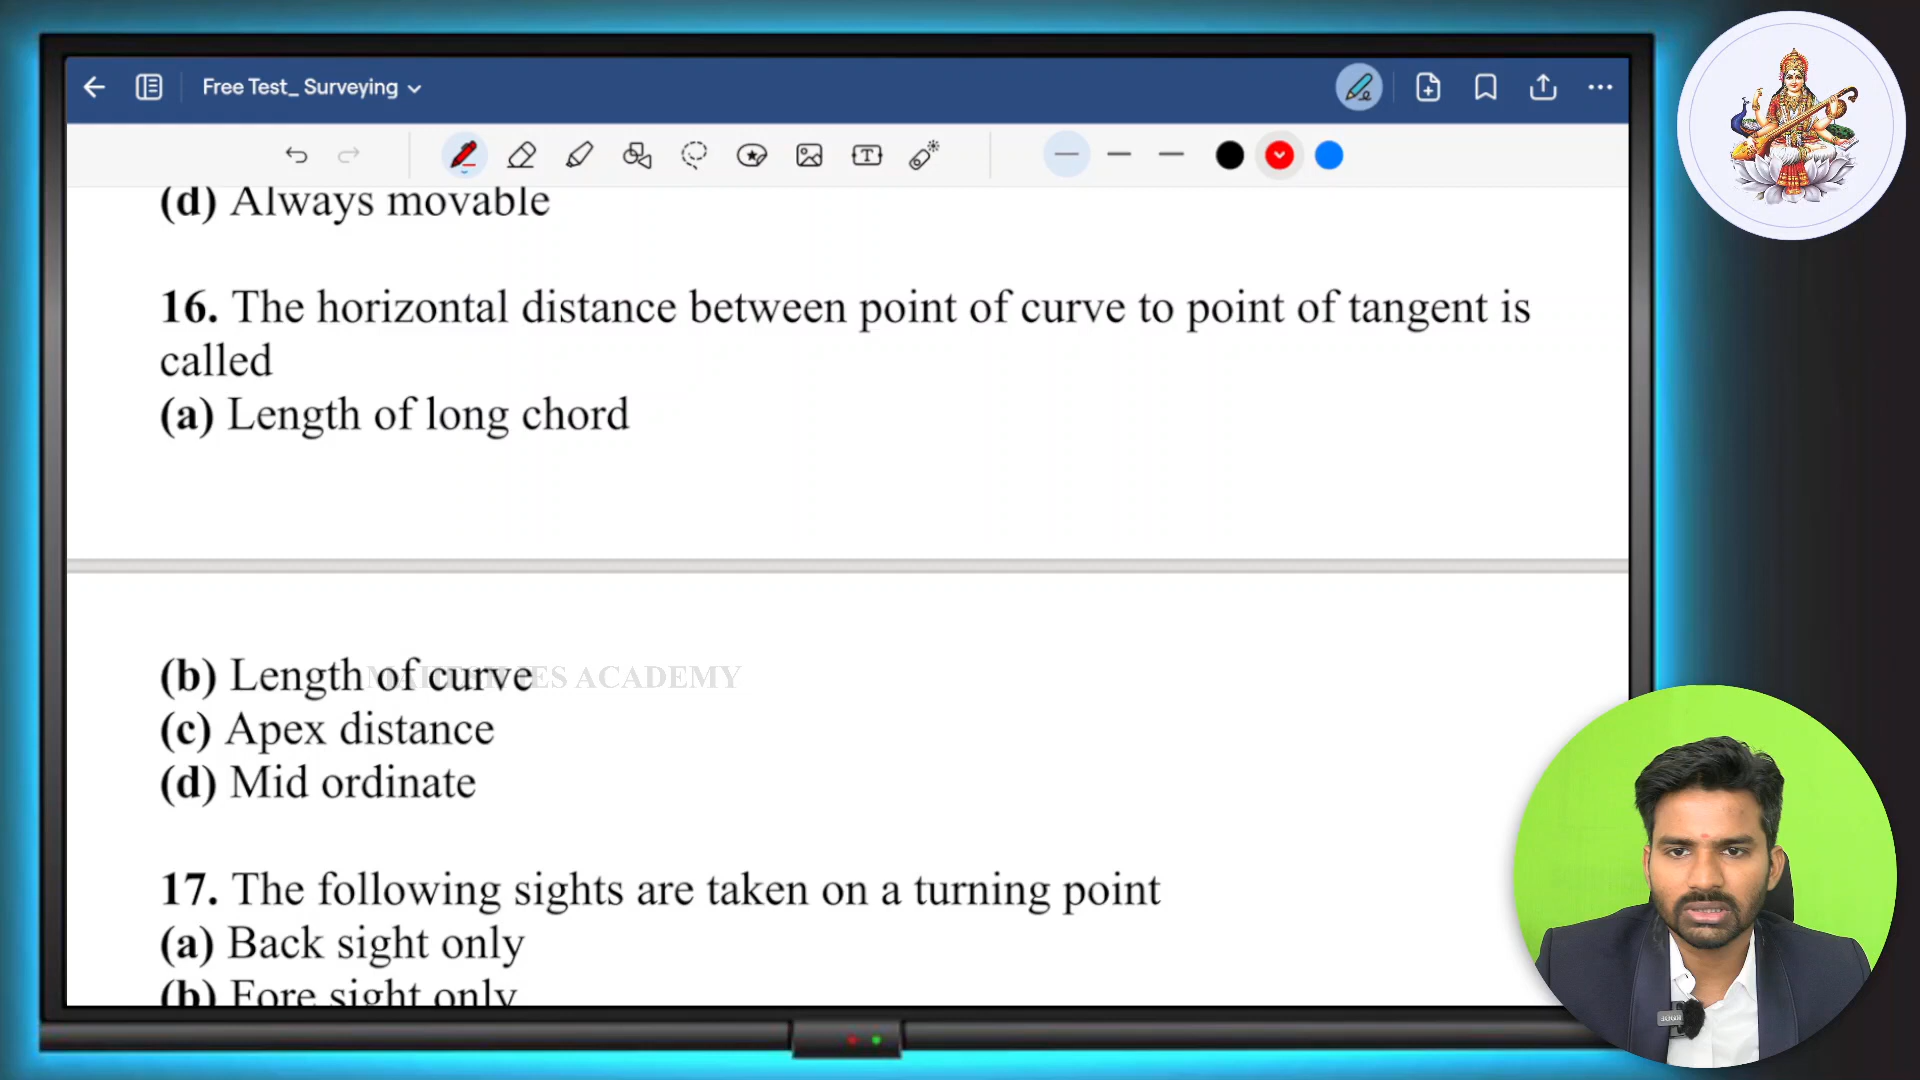 Free Test_ Surveying
(d) Always movable
16. The horizontal distance between point of curve to point of tangent is
called
(a) Length of long chord
(b) Length of curve
ACADEMY
(c) Apex distance
(d) Mid ordinate
17. The following sights are taken on a turning point
(a) Back sight only
(b) Fore sight only